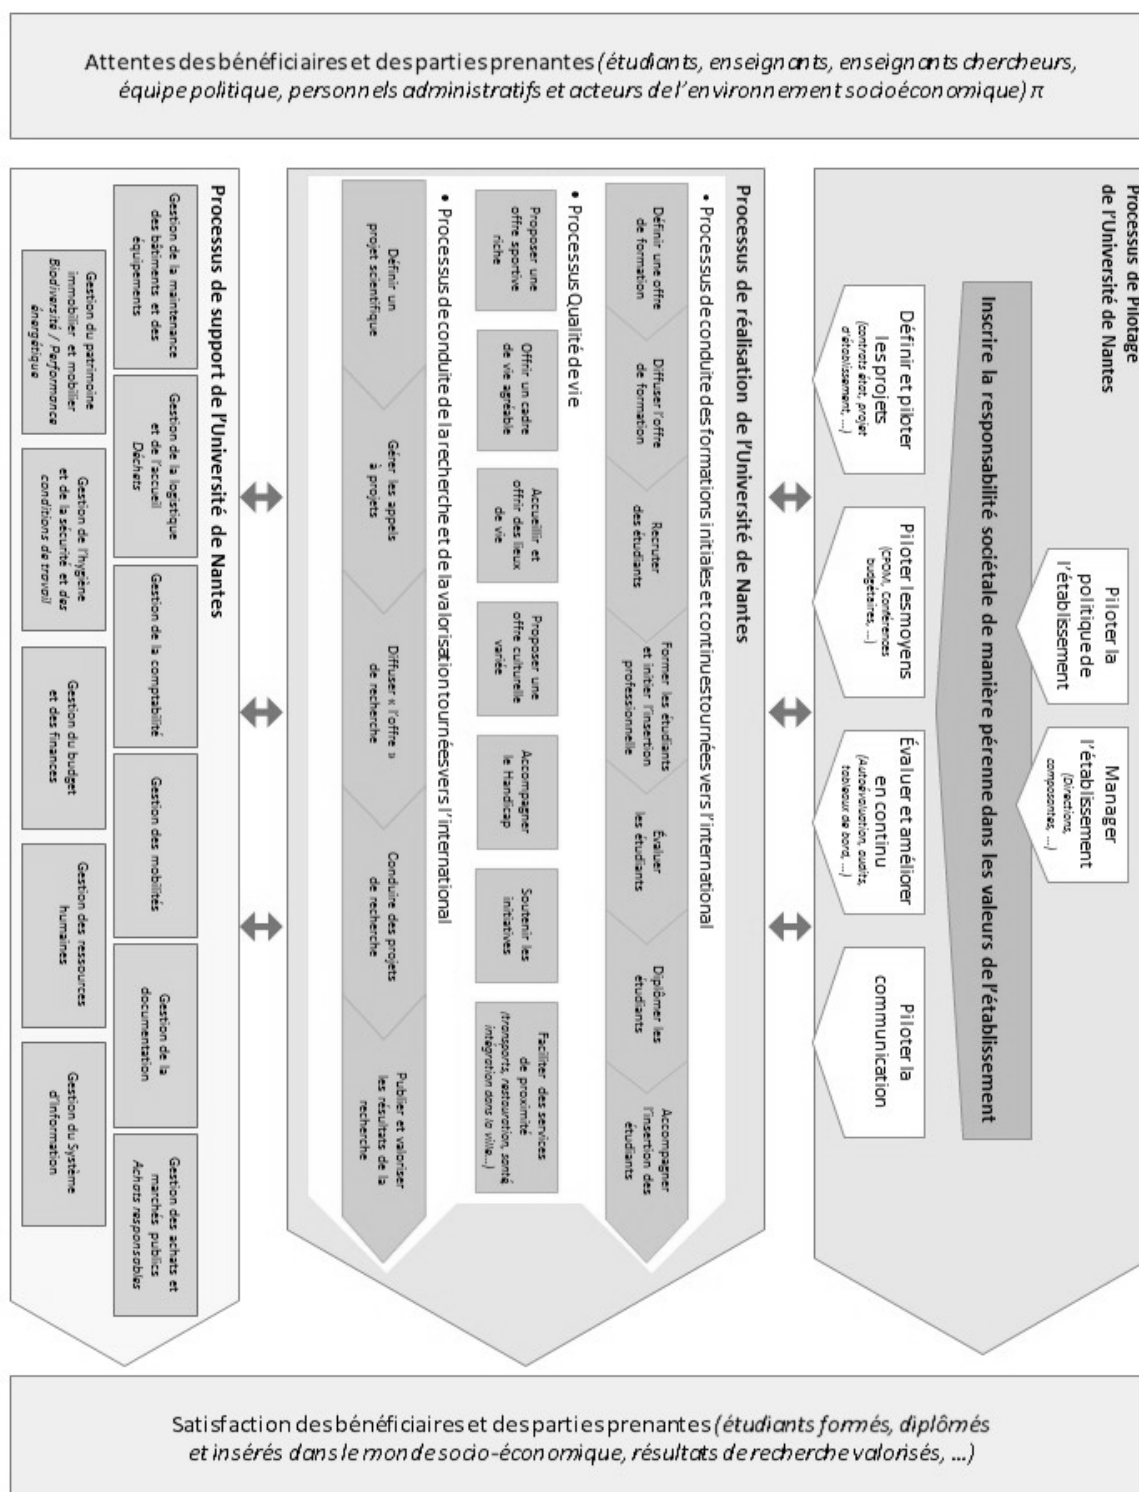 Attentes des bénéficiaires et des parties prenantes (étudiants, enseignants, enseignants chercheurs,
équipe politique, personnels administratifs et acteurs de l'environnement socioéconomique) π
Processus de Pilotage
de l'Université de Nantes
Piloter la
politique de
l'établissement
Manager
l'établissement
(Directions,
composantes, ...)
Inscrire la responsabilité sociétale de manière pérenne dans les valeurs de l'établissement
Définir et piloter
les projets
(contrats état, projet
d'établissement, ...)
Piloter les moyens
(CPOM, Conférences
budgétaires, ...)
Évaluer et améliorer
en continu
(Autoévaluation, audits,
tableaux de bord, ...)
Piloter la
communication
Processus de réalisation de l'Université de Nantes
• Processus de conduite des formations initiales et continues tournées vers l'international
Définir une offre
de formation
Diffuser l'offre
de formation
Recruter
des étudiants
Former les étudiants
et initier l'insertion
professionnelle
Évaluer
les étudiants
Diplômer les
étudiants
Accompagner
l'insertion des
étudiants
• Processus Qualité de vie
Proposer une
offre sportive
riche
Offrir un cadre
de vie agréable
Accueillir et
offrir des lieux
de vie
Proposer une
offre culturelle
variée
Accompagner
le Handicap
Soutenir les
initiatives
Faciliter des services
de proximité
(transports, restauration, santé
intégration dans la ville...)
• Processus de conduite de la recherche et de la valorisation tournées vers l'international
Définir un
projet scientifique
Gérer les appels
à projets
Diffuser « l'offre »
de recherche
Conduire des projets
de recherche
Publier et valoriser
les résultats de la
recherche
Processus de support de l'Université de Nantes
Gestion de la maintenance
des bâtiments et des
équipements
Gestion de la logistique
et de l'accueil
Déchets
Gestion de la comptabilité
Gestion des mobilités
Gestion de la
documentation
Gestion des achats et
marchés publics
Achats responsables
Gestion du patrimoine
immobilier et mobilier
Biodiversité / Performance
énergétique
Gestion de l'hygiène
et de la sécurité et des
conditions de travail
Gestion du budget
et des finances
Gestion des ressources
humaines
Gestion du Système
d'Information
Satisfaction des bénéficiaires et des parties prenantes (étudiants formés, diplômés
et insérés dans le monde socio-économique, résultats de recherche valorisés, ...)